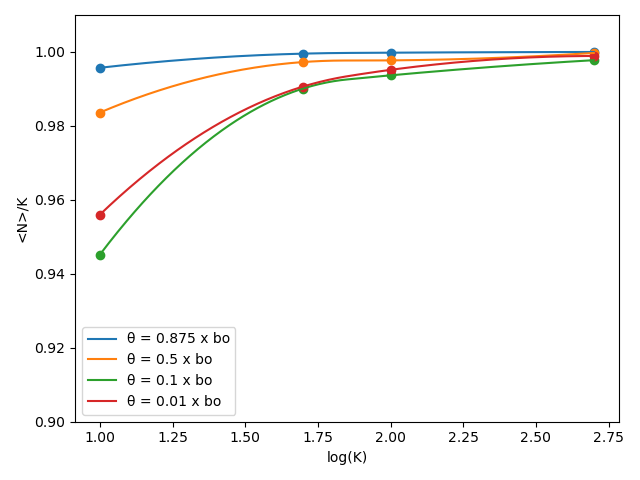 1.00
0.98
0.96
0.94
0.92
0.90
<N>/K
θ = 0.875 x bo
θ = 0.5 x bo
θ = 0.1 x bo
θ = 0.01 x bo
1.00 1.25 1.50 1.75 2.00 2.25 2.50 2.75
log(K)